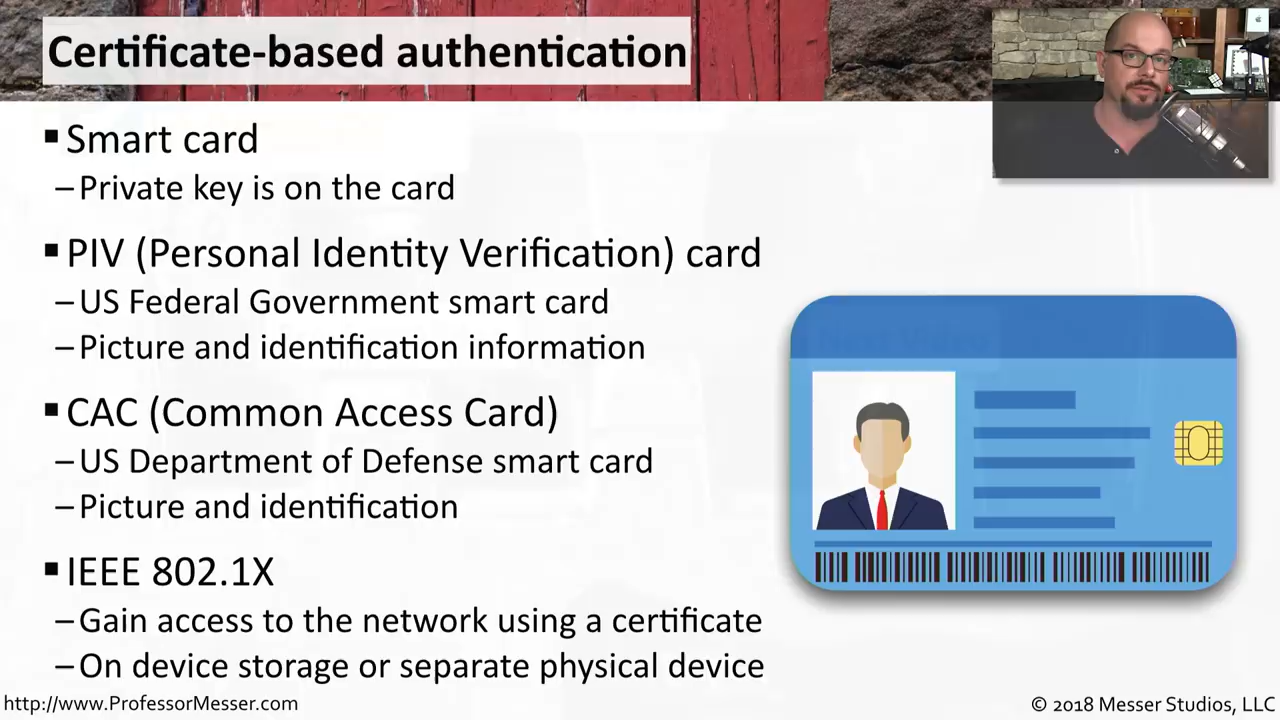 Certificate-based authentication
▪ Smart card
– Private key is on the card
▪ PIV (Personal Identity Verification) card
– US Federal Government smart card
– Picture and identification information
▪ CAC (Common Access Card)
– US Department of Defense smart card
– Picture and identification
▪ IEEE 802.1X
– Gain access to the network using a certificate
– On device storage or separate physical device
http://www.ProfessorMesser.com
© 2018 Messer Studios, LLC